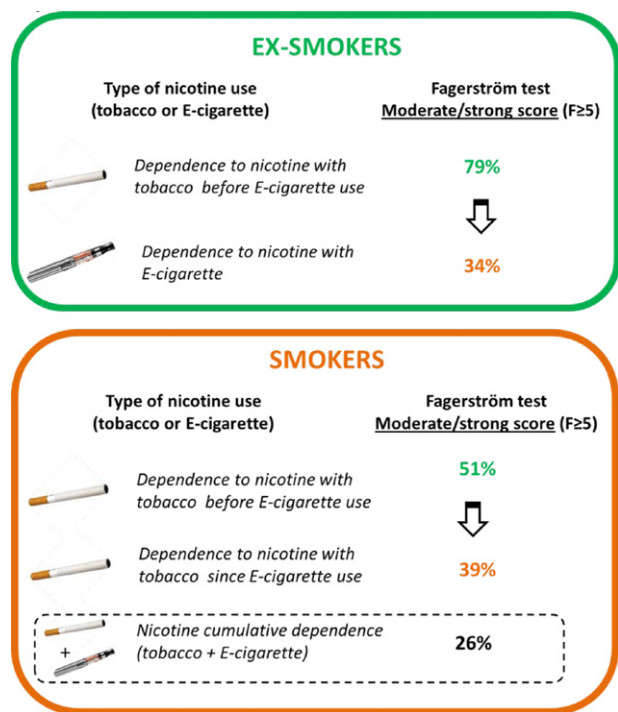 EX-SMOKERS
Type of nicotine use
(tobacco or E-cigarette)
Fagerström test
Moderate/strong score (F≥5)
Dependence to nicotine with
tobacco before E-cigarette use
79%
Dependence to nicotine with
E-cigarette
34%
SMOKERS
Type of nicotine use
(tobacco or E-cigarette)
Fagerström test
Moderate/strong score (F≥5)
Dependence to nicotine with
tobacco before E-cigarette use
51%
Dependence to nicotine with
tobacco since E-cigarette use
39%
+
Nicotine cumulative dependence
(tobacco + E-cigarette)
26%